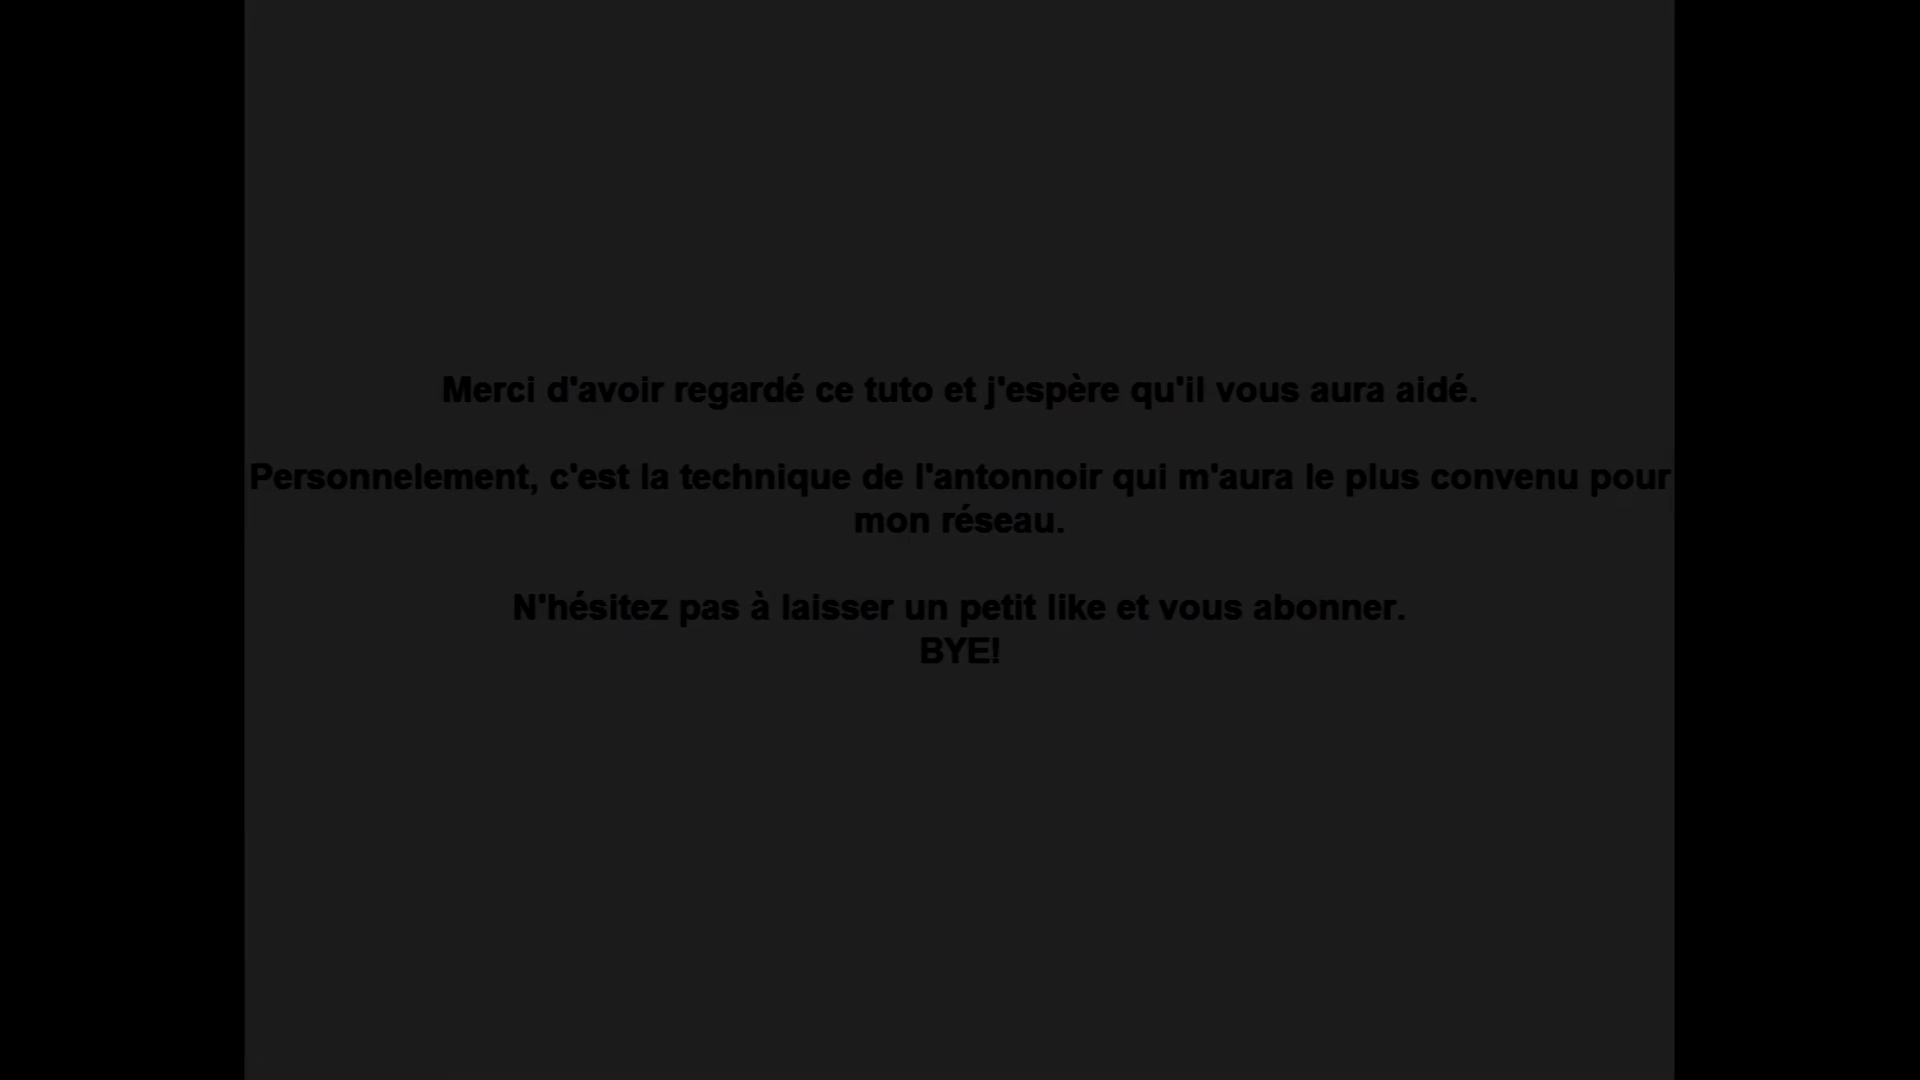 Merci d'avoir regardé ce tuto et j'espère qu'il vous aura aidé.
Personnelement, c'est la technique de l'antonnoir qui m'aura le plus convenu pour
mon réseau.
N'hésitez pas à laisser un petit like et vous abonner.
BYE!